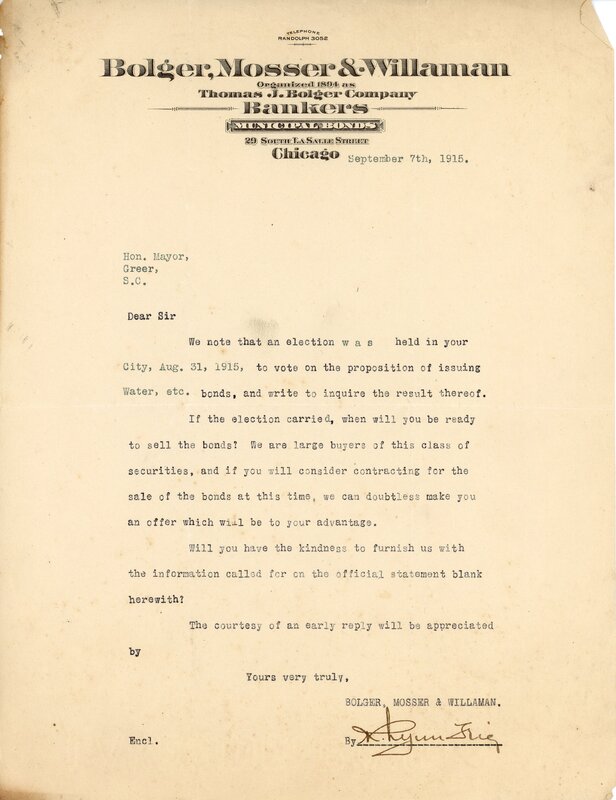 TELEPHONE
RANDOLPH 3052
Bolger, Mosser & Willaman
Organized 1894 as
Thomas J. Bolger Company
Bankers
MUNICIPAL BONDS
29 South La Salle Street
Chicago
September 7th, 1915.
Hon. Mayor,
Greer,
S.C.
Dear Sir
We note that an election was held in your
City, Aug. 31, 1915, to vote on the proposition of issuing
Water, etc. bonds, and write to inquire the result thereof.
If the election carried, when will you be ready
to sell the bonds? We are large buyers of this class of
securities, and if you will consider contracting for the
sale of the bonds at this time, we can doubtless make you
an offer which will be to your advantage.
Will you have the kindness to furnish us with
the information called for on the official statement blank
herewith?
The courtesy of an early reply will be appreciated
by
Yours very truly,
BOLGER, MOSSER & WILLAMAN.
Encl.
By